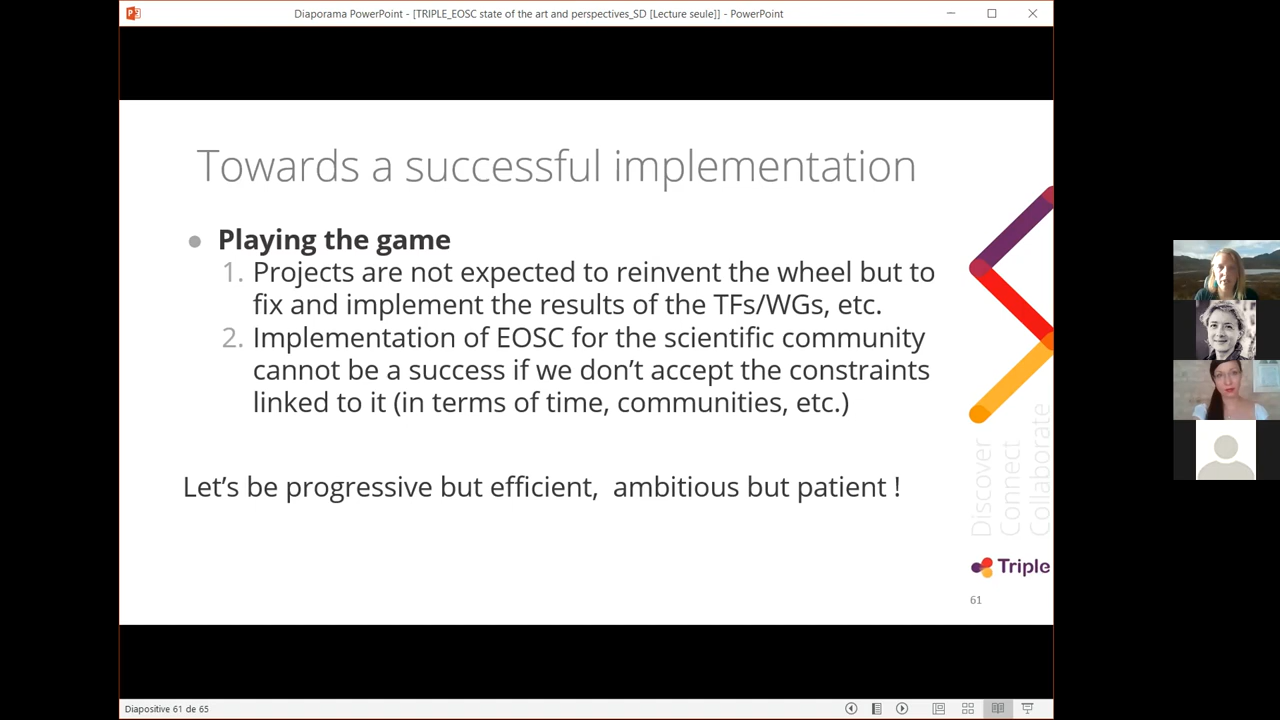 Diaporama PowerPoint - [TRIPLE_EOSC state of the art and perspectives_SD [Lecture seule]] - PowerPoint
Towards a successful implementation
● Playing the game
1. Projects are not expected to reinvent the wheel but to
fix and implement the results of the TFs/WGs, etc.
2. Implementation of EOSC for the scientific community
cannot be a success if we don’t accept the constraints
linked to it (in terms of time, communities, etc.)
Let’s be progressive but efficient,  ambitious but patient !
Discover
Connect
Collaborate
Triple
61
Diapositive 61 de 65